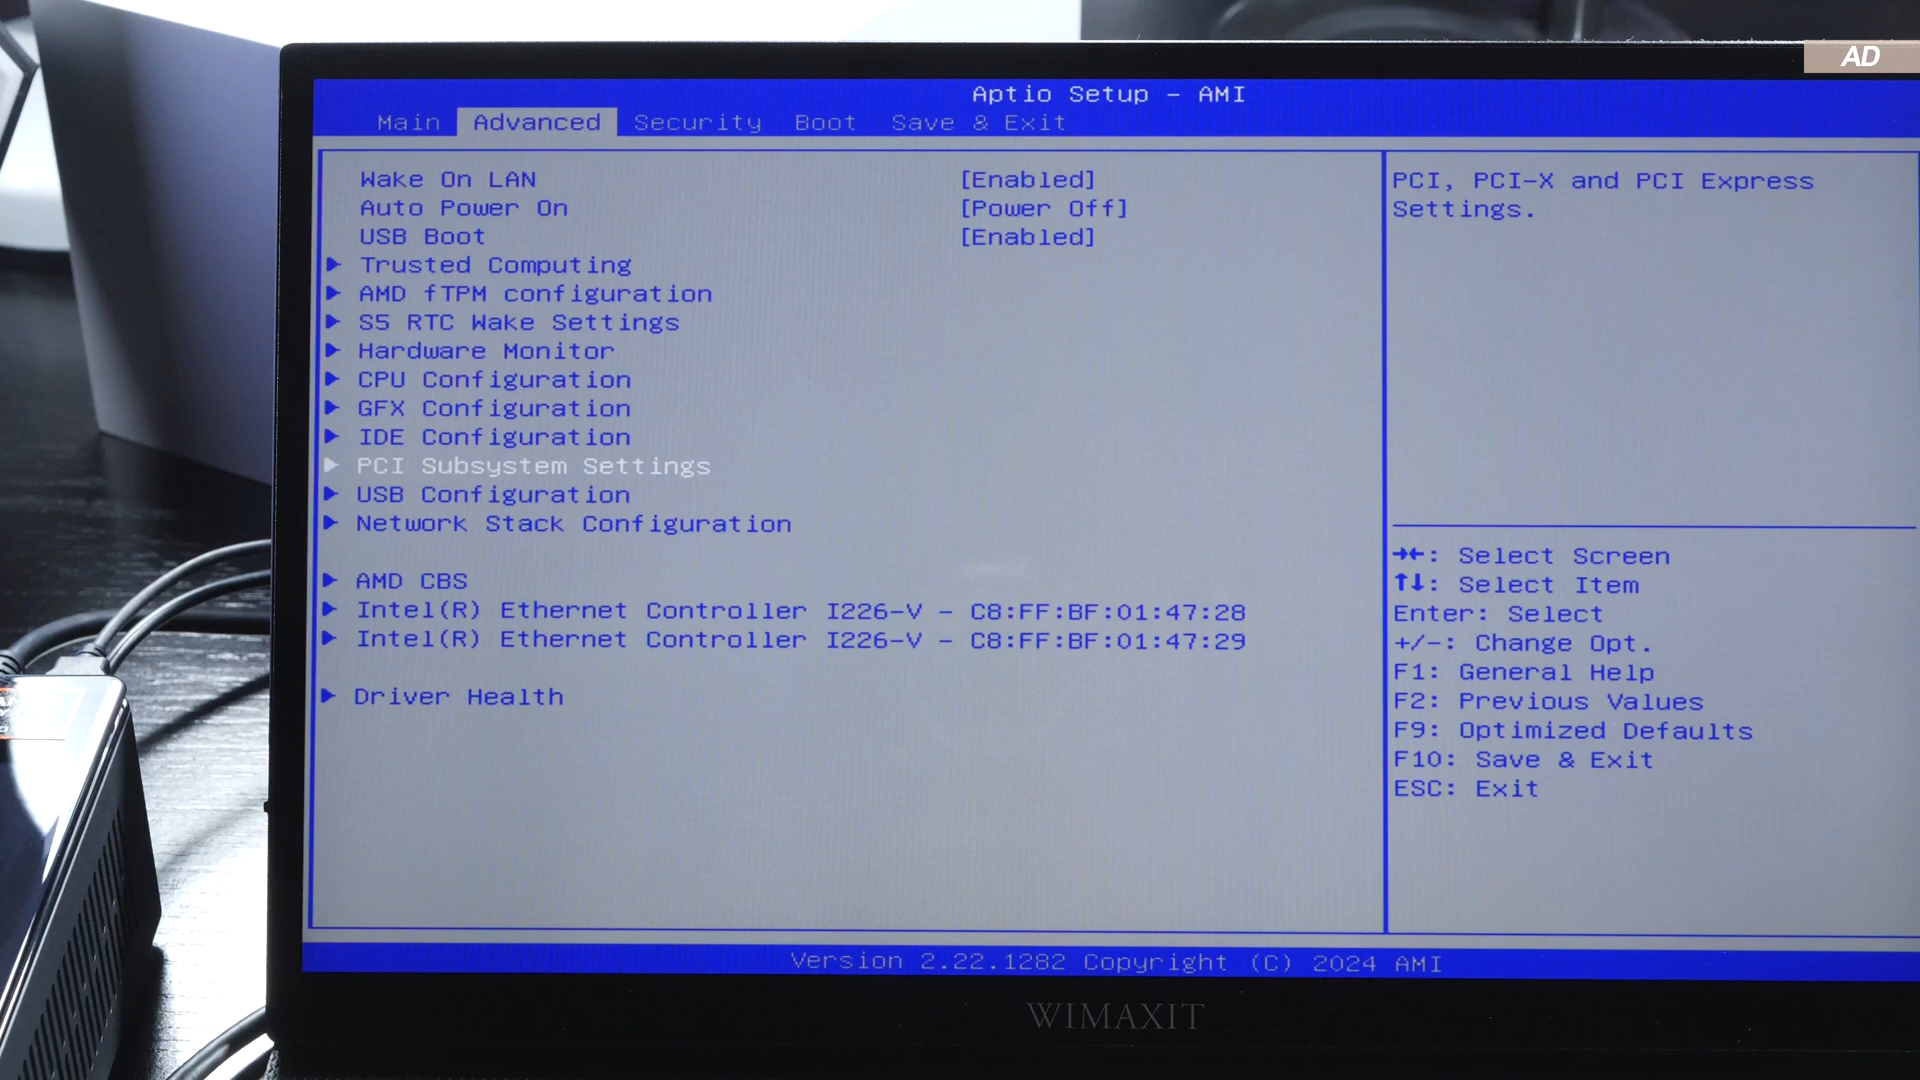 AD
Aptio Setup - AMI
Main Advanced Security Boot Save & Exit
Wake On LAN [Enabled]
Auto Power On [Power Off]
USB Boot [Enabled]
▶ Trusted Computing
▶ AMD fTPM configuration
▶ S5 RTC Wake Settings
▶ Hardware Monitor
▶ CPU Configuration
▶ GFX Configuration
▶ IDE Configuration
▶ PCI Subsystem Settings
▶ USB Configuration
▶ Network Stack Configuration
▶ AMD CBS
▶ Intel(R) Ethernet Controller I226-V - C8:FF:BF:01:47:28
▶ Intel(R) Ethernet Controller I226-V - C8:FF:BF:01:47:29
▶ Driver Health
PCI, PCI-X and PCI Express
Settings.
→←: Select Screen
↑↓: Select Item
Enter: Select
+/-: Change Opt.
F1: General Help
F2: Previous Values
F9: Optimized Defaults
F10: Save & Exit
ESC: Exit
Version 2.22.1282 Copyright (C) 2024 AMI
WIMAXIT